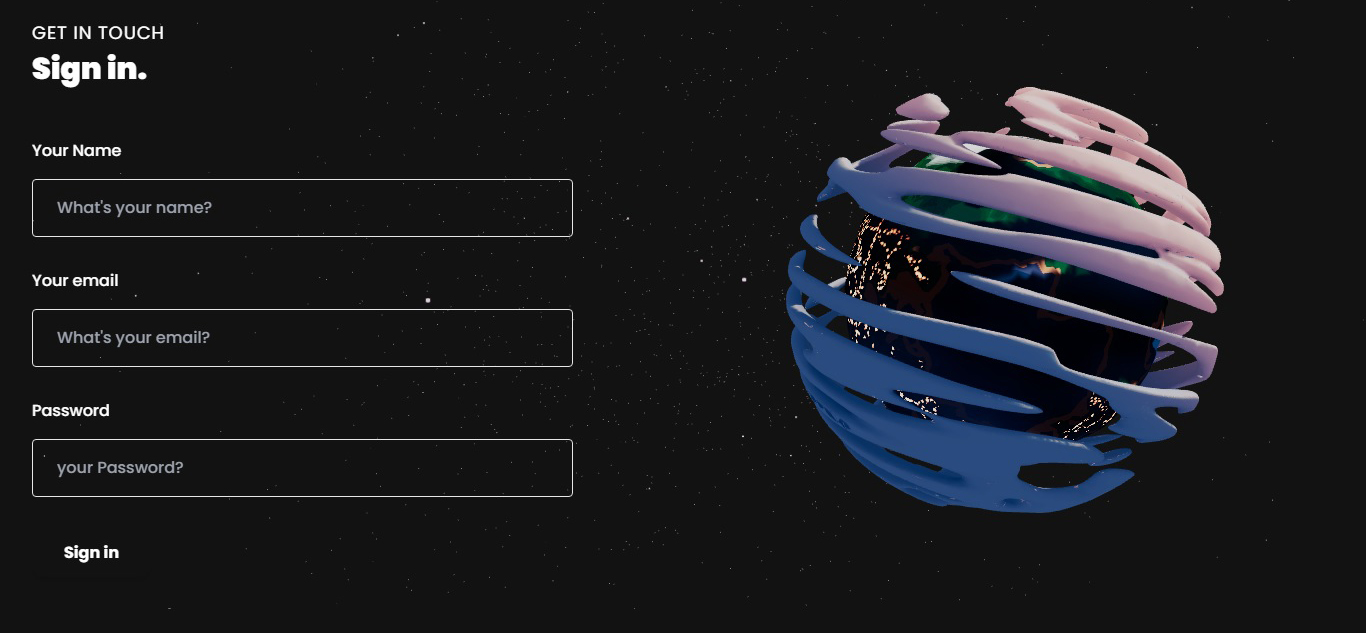 GET IN TOUCH
Sign in.
Your Name
What's your name?
Your email
What's your email?
Password
your Password?
Sign in